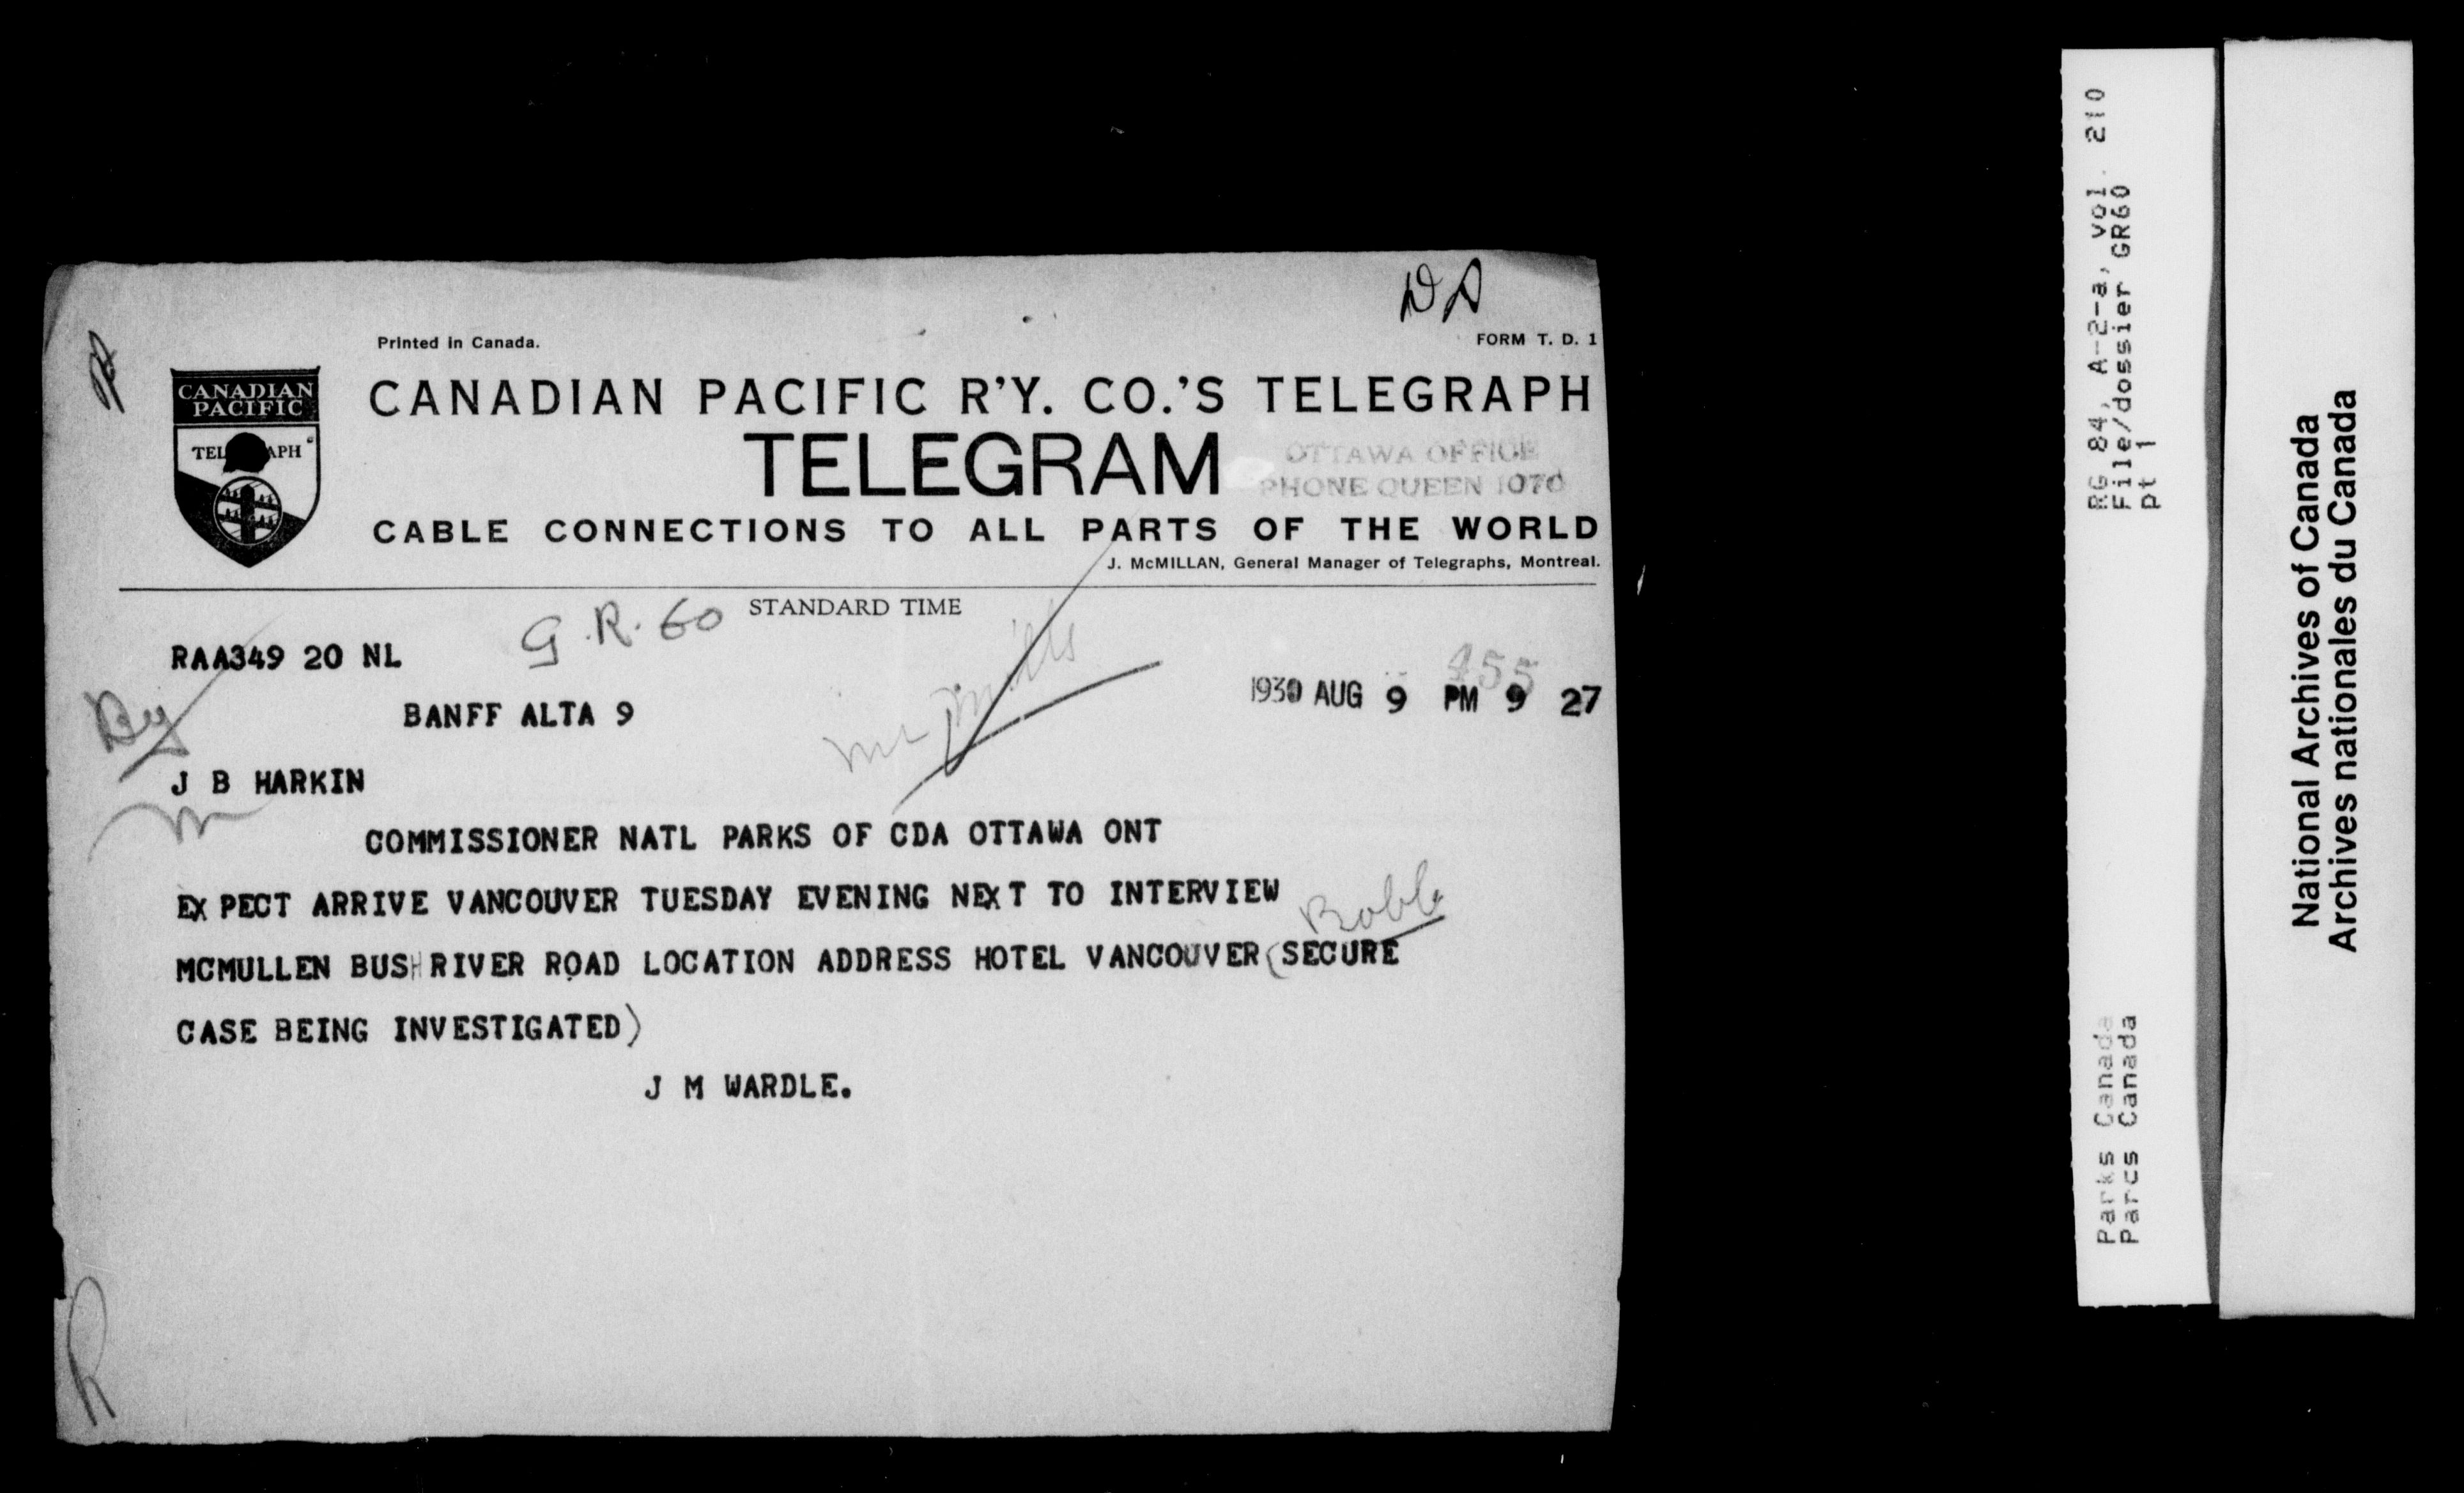 DA
Printed in Canada.
FORM T. D. 1
CANADIAN
PACIFIC
CANADIAN PACIFIC R'Y. CO.'S TELEGRAPH
TELEGRAM
OTTAWA OFFICE
PHONE QUEEN 1070
CABLE CONNECTIONS TO ALL PARTS OF THE WORLD
J. McMILLAN, General Manager of Telegraphs, Montreal.
STANDARD TIME
G.R. 60
RAA349 20 NL
455
BANFF ALTA 9
1930 AUG 9 PM 9 27
Mr Mills
J B HARKIN
COMMISSIONER NATL PARKS OF CDA OTTAWA ONT
EXPECT ARRIVE VANCOUVER TUESDAY EVENING NEXT TO INTERVIEW
MCMULLEN BUSH RIVER ROAD LOCATION ADDRESS HOTEL VANCOUVER (SECURE
CASE BEING INVESTIGATED)
J M WARDLE.
RG 84, A-2-a, vol. 210
File/dossier GR60
pt 1
Parks Canada
Parcs Canada
National Archives of Canada
Archives nationales du Canada